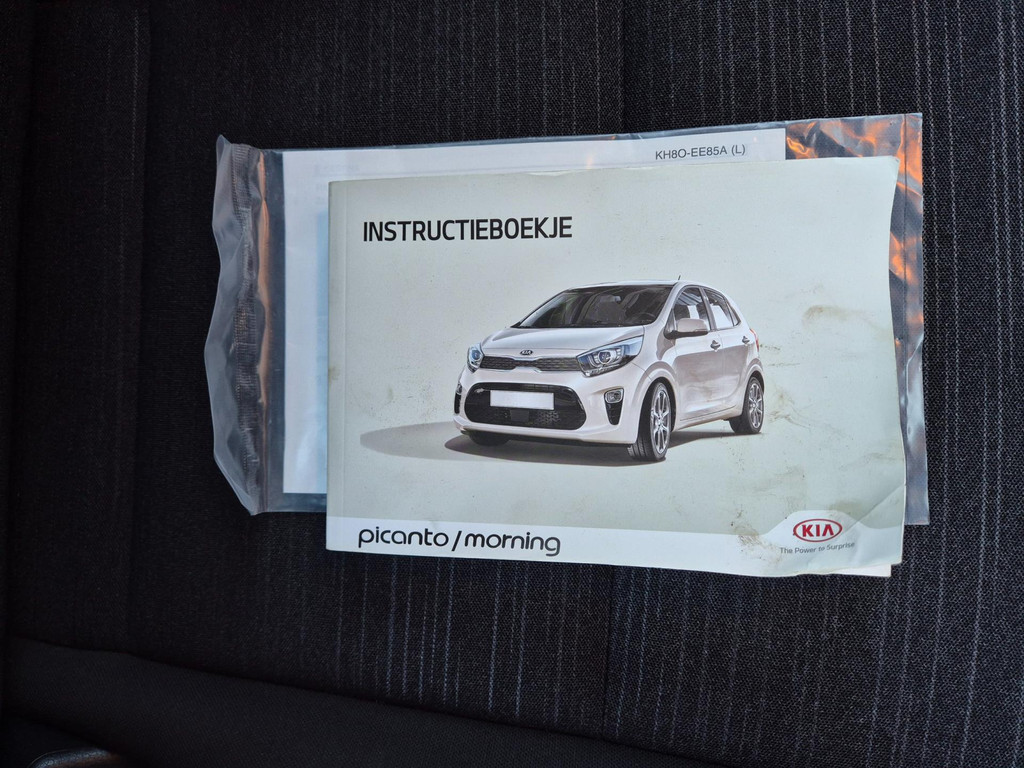 KH8O-EE85A (L)
INSTRUCTIEBOEKJE
KIA
picanto/morning
KIA
The Power to Surprise